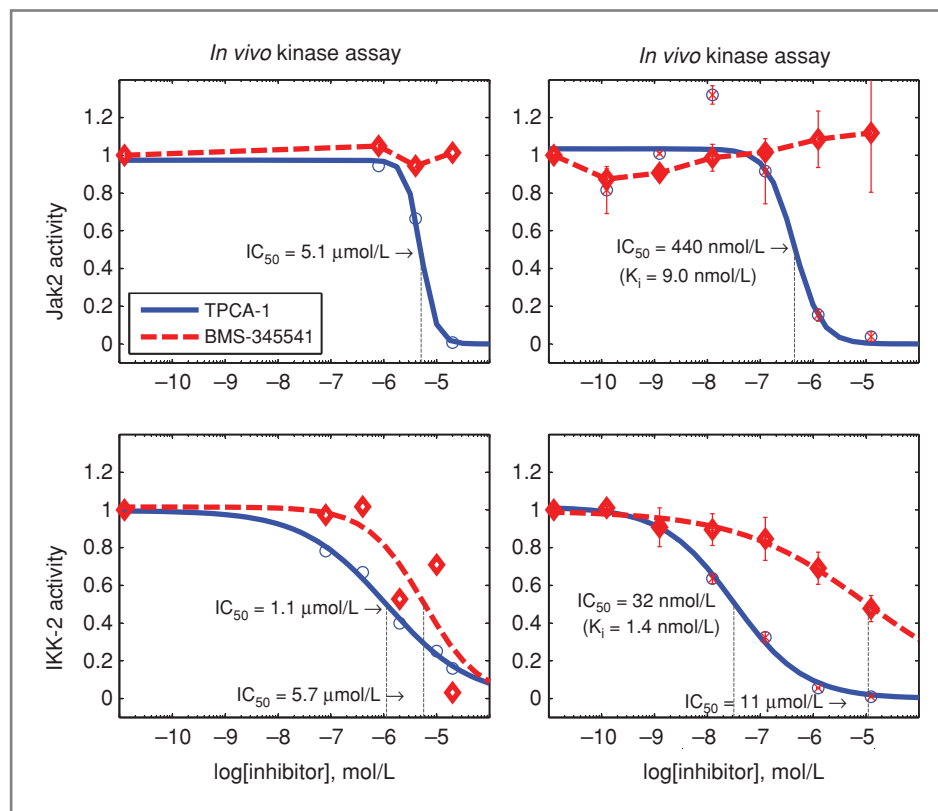 In vivo kinase assay
In vivo kinase assay
Jak2 activity
1.2
1
0.8
0.6
0.4
0.2
0
IC50 = 5.1 μmol/L →
TPCA-1
BMS-345541
–10 –9 –8 –7 –6 –5
1.2
1
0.8
0.6
0.4
0.2
0
IC50 = 440 nmol/L →
(Ki = 9.0 nmol/L)
–10 –9 –8 –7 –6 –5
IKK-2 activity
1.2
1
0.8
0.6
0.4
0.2
0
IC50 = 1.1 μmol/L →
IC50 = 5.7 μmol/L →
–10 –9 –8 –7 –6 –5
log[inhibitor], mol/L
1.2
1
0.8
0.6
0.4
0.2
0
IC50 = 32 nmol/L →
(Ki = 1.4 nmol/L)
IC50 = 11 μmol/L →
–10 –9 –8 –7 –6 –5
log[inhibitor], mol/L